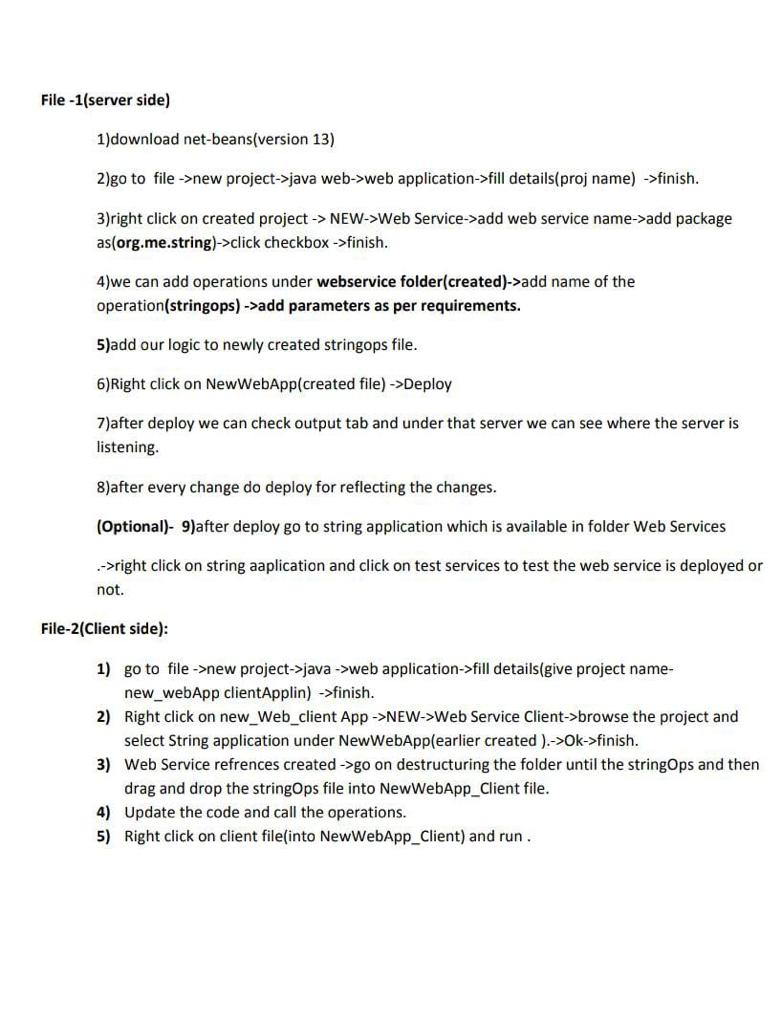 File -1(server side)
1)download net-beans(version 13)
2)go to  file ->new project->java web->web application->fill details(proj name)  ->finish.
3)right click on created project -> NEW->Web Service->add web service name->add package
as(org.me.string)->click checkbox ->finish.
4)we can add operations under webservice folder(created)->add name of the
operation(stringops) ->add parameters as per requirements.
5)add our logic to newly created stringops file.
6)Right click on NewWebApp(created file) ->Deploy
7)after deploy we can check output tab and under that server we can see where the server is
listening.
8)after every change do deploy for reflecting the changes.
(Optional)-  9)after deploy go to string application which is available in folder Web Services
.->right click on string aaplication and click on test services to test the web service is deployed or
not.
File-2(Client side):
1) go to  file ->new project->java ->web application->fill details(give project name-
new_webApp clientApplin)  ->finish.
2) Right click on new_Web_client App ->NEW->Web Service Client->browse the project and
select String application under NewWebApp(earlier created ).->Ok->finish.
3) Web Service refrences created ->go on destructuring the folder until the stringOps and then
drag and drop the stringOps file into NewWebApp_Client file.
4) Update the code and call the operations.
5) Right click on client file(into NewWebApp_Client) and run .